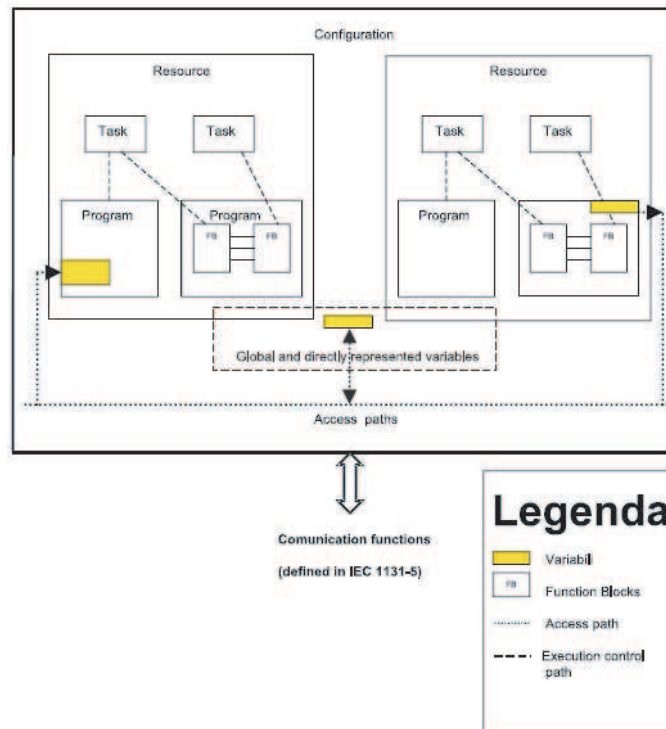 Configuration
Resource
Resource
Task
Task
Task
Task
Program
Program
Program
FB
FB
FB
FB
Global and directly represented variables
Access paths
Comunication functions
(defined in IEC 1131-5)
Legenda
Variabili
FB
Function Blocks
Access path
Execution control
path